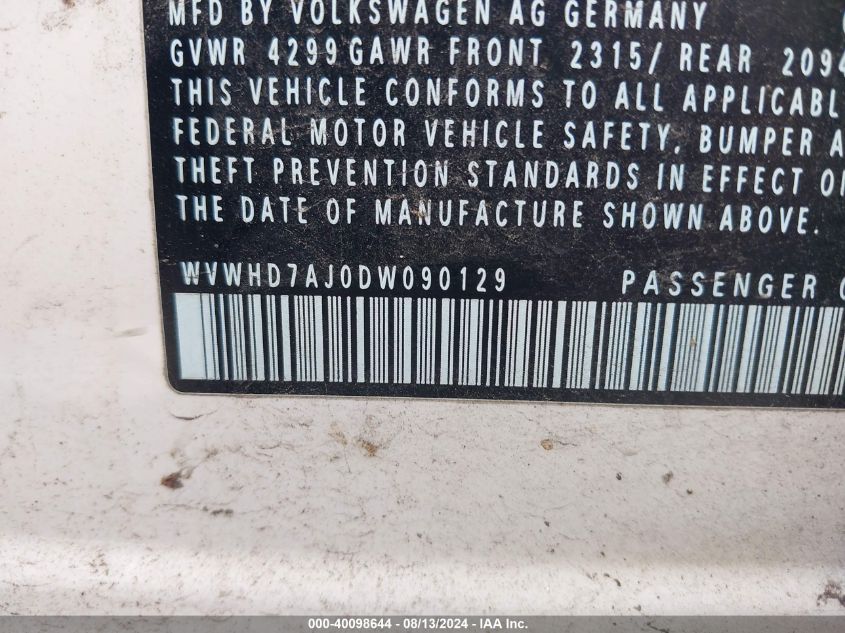 MFD BY VOLKSWAGEN AG GERMANY
GVWR 4299 GAWR FRONT 2315/ REAR 2094
THIS VEHICLE CONFORMS TO ALL APPLICABL
FEDERAL MOTOR VEHICLE SAFETY, BUMPER A
THEFT PREVENTION STANDARDS IN EFFECT O
THE DATE OF MANUFACTURE SHOWN ABOVE.
WVWHD7AJ0DW090129 PASSENGER
000-40098644 - 08/13/2024 - IAA Inc.